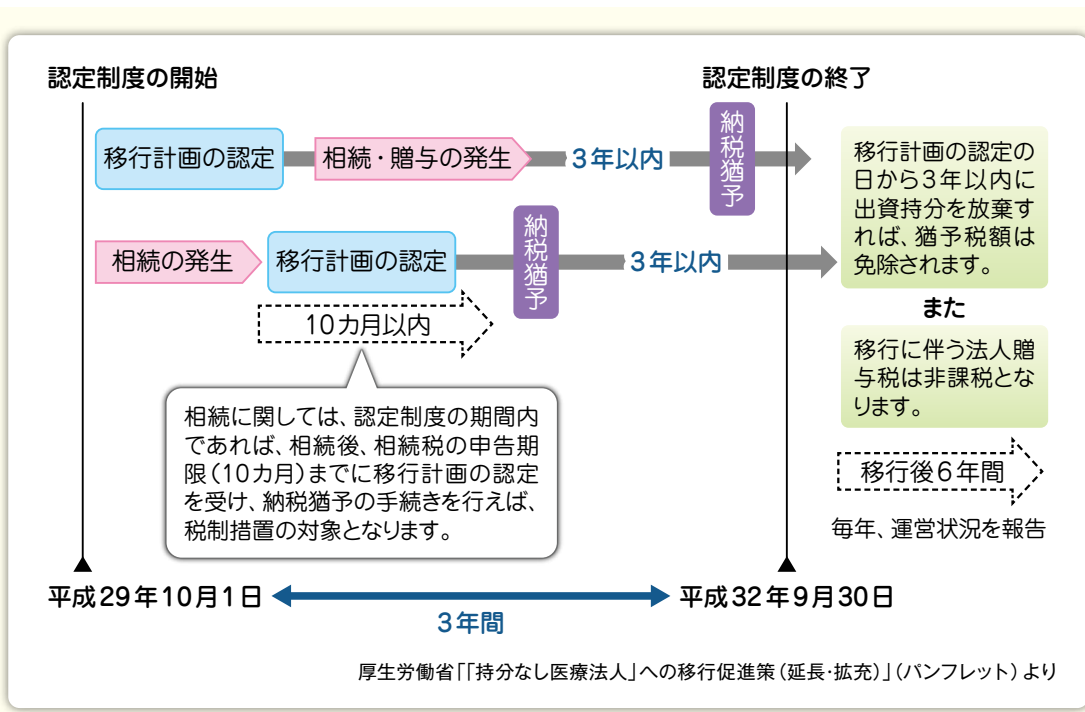 認定制度の開始
認定制度の終了
移行計画の認定
相続・贈与の発生
3年以内
納税猶予
相続の発生
移行計画の認定
納税猶予
3年以内
10カ月以内
相続に関しては、認定制度の期間内
であれば、相続後、相続税の申告期
限(10カ月)までに移行計画の認定
を受け、納税猶予の手続きを行えば、
税制措置の対象となります。
移行計画の認定の
日から3年以内に
出資持分を放棄す
れば、猶予税額は
免除されます。
また
移行に伴う法人贈
与税は非課税とな
ります。
移行後6年間
毎年、運営状況を報告
平成29年10月1日
平成32年9月30日
3年間
厚生労働省「「持分なし医療法人」への移行促進策(延長・拡充)」(パンフレット)より